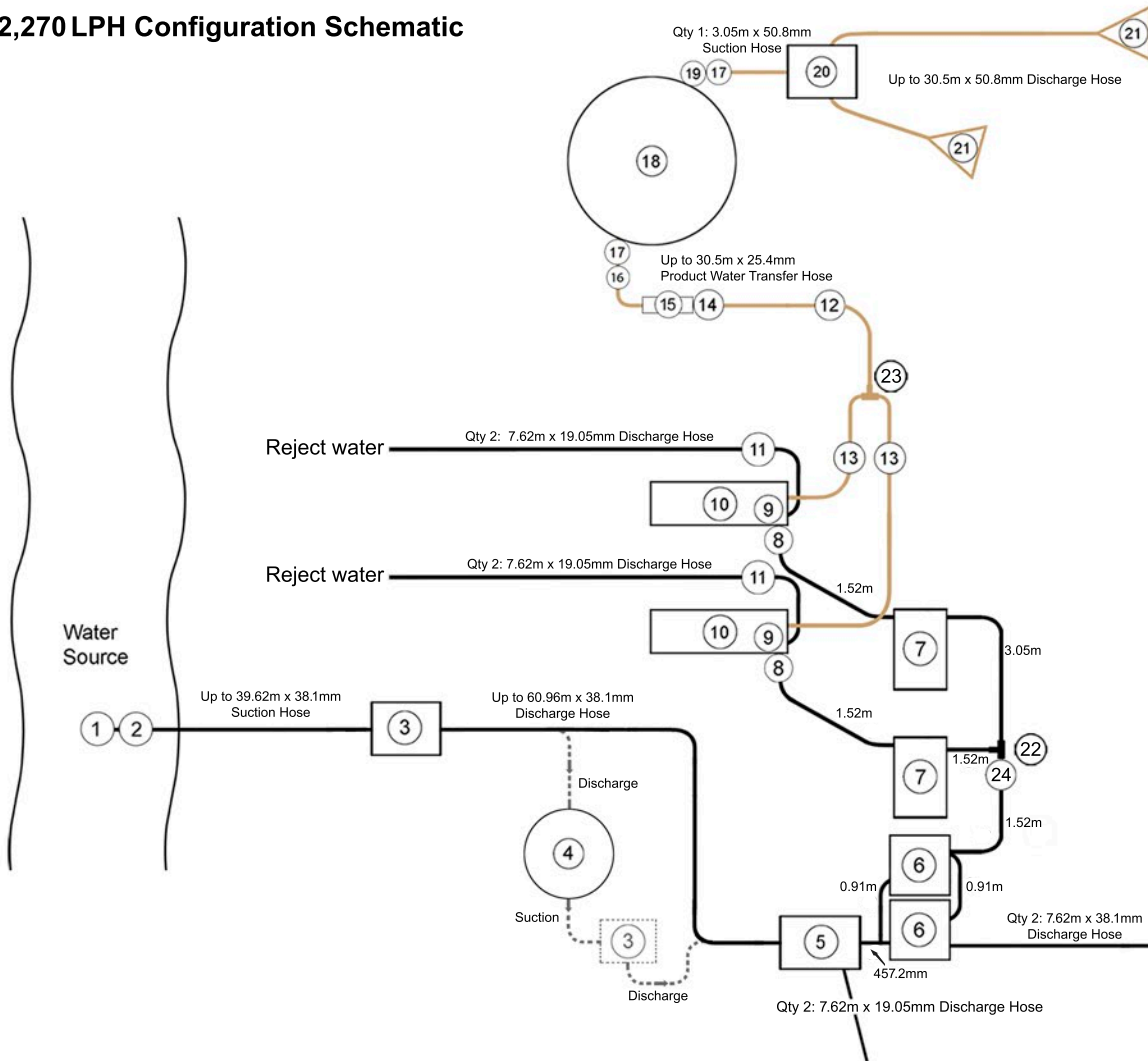 2,270 LPH Configuration Schematic
Qty 1: 3.05m x 50.8mm
Suction Hose
21
19
17
20
Up to 30.5m x 50.8mm Discharge Hose
21
18
17
16
Up to 30.5m x 25.4mm
Product Water Transfer Hose
15
14
12
23
Reject water
Qty 2: 7.62m x 19.05mm Discharge Hose
11
13
13
10
9
8
Reject water
Qty 2: 7.62m x 19.05mm Discharge Hose
11
1.52m
10
9
7
8
3.05m
Water
Source
Up to 39.62m x 38.1mm
Suction Hose
Up to 60.96m x 38.1mm
Discharge Hose
1
2
3
1.52m
7
1.52m
22
24
Discharge
1.52m
4
6
0.91m
0.91m
Suction
3
5
6
Qty 2: 7.62m x 38.1mm
Discharge Hose
457.2mm
Discharge
Qty 2: 7.62m x 19.05mm Discharge Hose